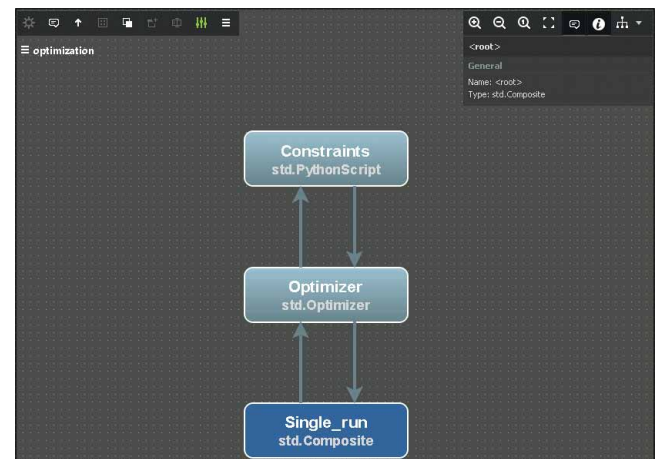 optimization
<root>
General
Name: <root>
Type: std.Composite
Constraints
std.PythonScript
Optimizer
std.Optimizer
Single_run
std.Composite